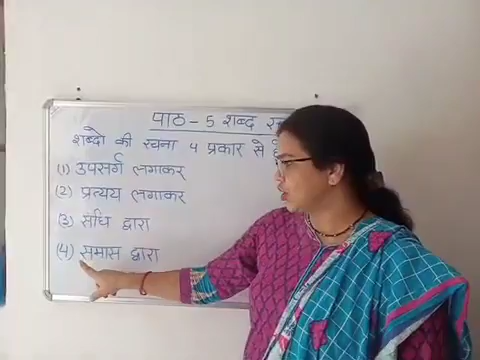 पाठ - 5 शब्द
शब्दो की रचना 4 प्रकार से
(1) उपसर्ग लगाकर
(2) प्रत्यय लगाकर
(3) संधि द्वारा
(4) समास द्वारा